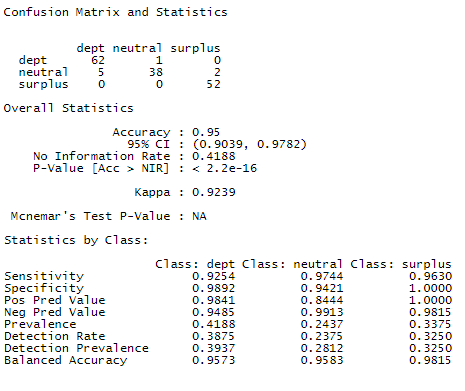 Confusion Matrix and Statistics
dept neutral surplus
dept 62 1 0
neutral 5 38 2
surplus 0 0 52
Overall Statistics
Accuracy : 0.95
95% CI : (0.9039, 0.9782)
No Information Rate : 0.4188
P-Value [Acc > NIR] : < 2.2e-16
Kappa : 0.9239
Mcnemar's Test P-Value : NA
Statistics by Class:
Class: dept Class: neutral Class: surplus
Sensitivity 0.9254 0.9744 0.9630
Specificity 0.9892 0.9421 1.0000
Pos Pred Value 0.9841 0.8444 1.0000
Neg Pred Value 0.9485 0.9913 0.9815
Prevalence 0.4188 0.2437 0.3375
Detection Rate 0.3875 0.2375 0.3250
Detection Prevalence 0.3937 0.2812 0.3250
Balanced Accuracy 0.9573 0.9583 0.9815